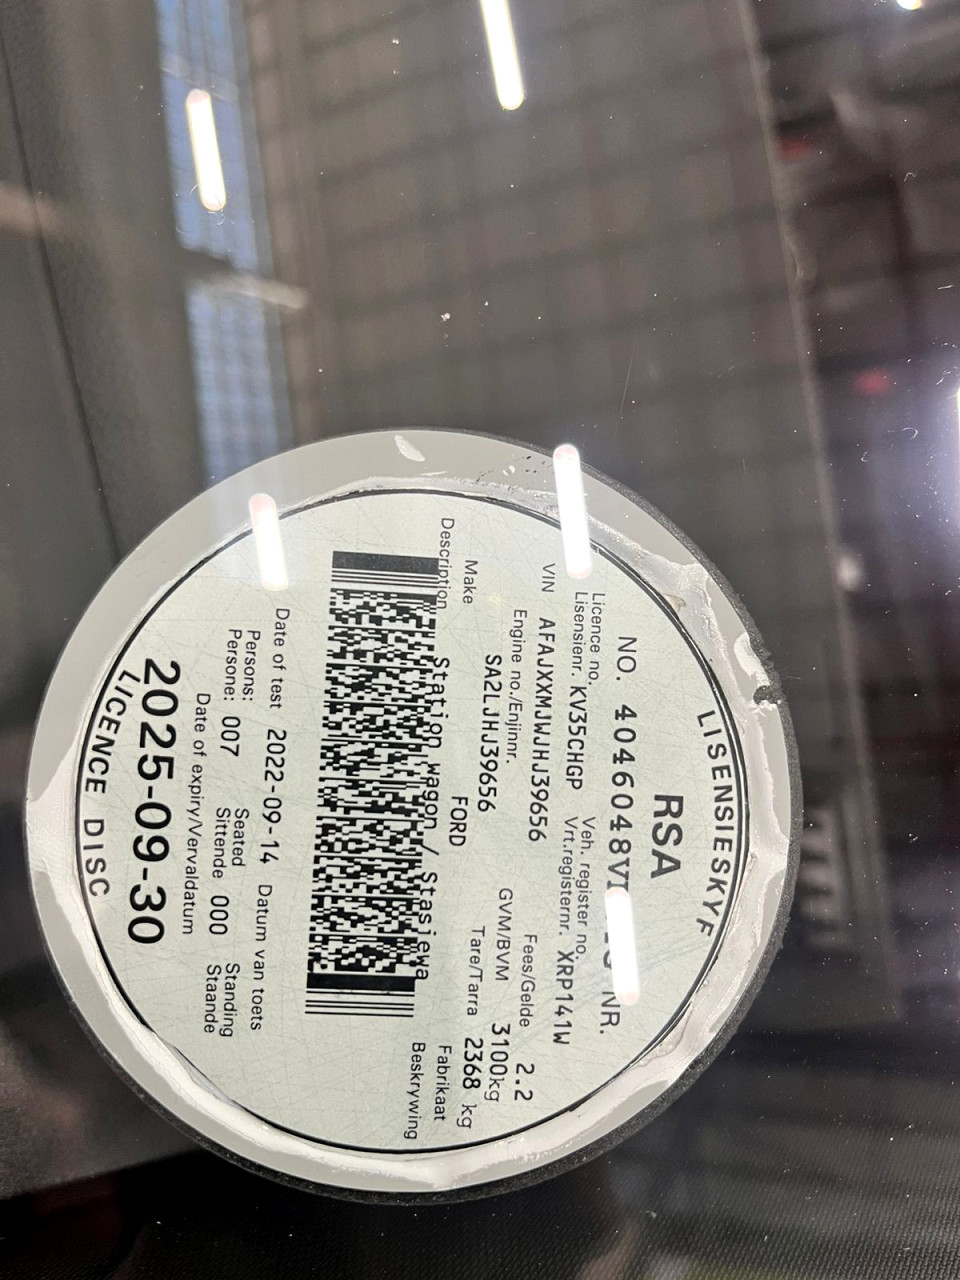 LISENSIESKYF
RSA
NO. NR.
Licence no. Veh. register no.
Lisensienr. KV35CHGP Vrt.registernr. XRP141W
VIN AFAJXXMJWJHJ39656 Fees/Gelde 2.2
Engine no./Enjinnr. GVM/BVM 3100kg
SA2LJHJ39656 Tare/Tarra 2368 kg
Make FORD Fabrikaat
Description Station wagon / Stasiewa Beskrywing
Date of test 2022-09-14 Datum van toets
Persons: Seated Standing
Persone: 007 Sittende 000 Staande
Date of expiry/Vervaldatum
2025-09-30
LICENCE DISC